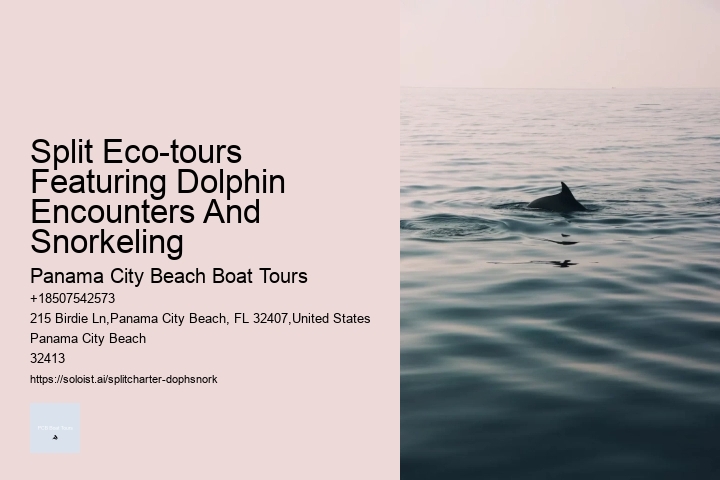 Split Eco-tours
Featuring Dolphin
Encounters And
Snorkeling
Panama City Beach Boat Tours
+18507542573
215 Birdie Ln,Panama City Beach, FL 32407,United States
Panama City Beach
32413
https://soloist.ai/splitcharter-dophsnork